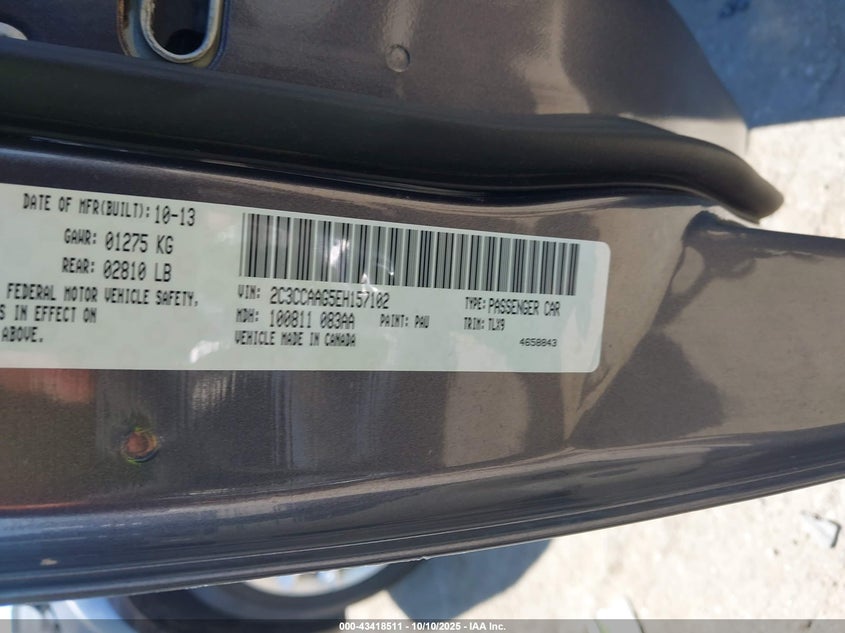 DATE OF MFR(BUILT): 10-13
GAWR: 01275 KG
REAR: 02810 LB
FEDERAL MOTOR VEHICLE SAFETY,
S IN EFFECT ON
ABOVE.
VIN: 2C3CCAAG5EH157102
TYPE: PASSENGER CAR
MDH: 100811 083AA
PAINT: PAU
TRIM: TLX9
VEHICLE MADE IN CANADA
4658843
000-43418511 - 10/10/2025 - IAA Inc.